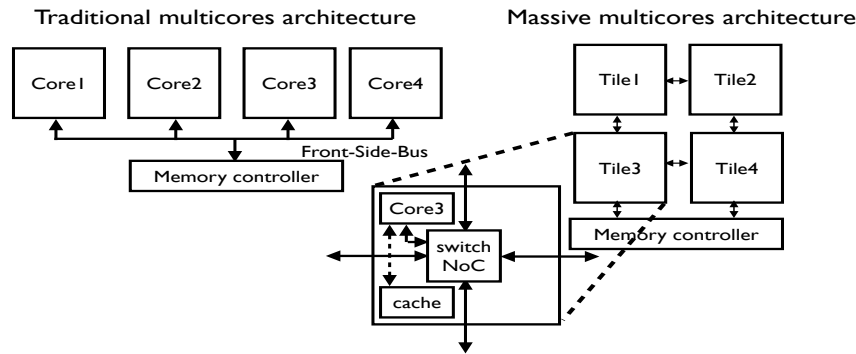 Traditional multicores architecture
Massive multicores architecture
Core1
Core2
Core3
Core4
Front-Side-Bus
Memory controller
Tile1
Tile2
Tile3
Tile4
Memory controller
Core3
switch
NoC
cache